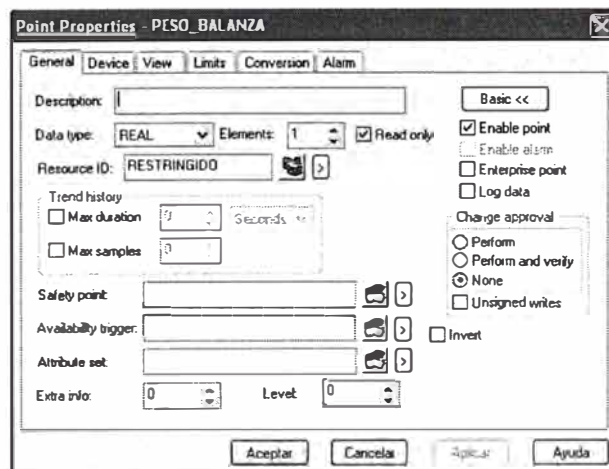 Point Properties - PESO_BALANZA
General Device View Limits Conversion Alarm
Description:
Basic <<
Data type: REAL Elements: 1 Read only
Enable point
Enable alarm
Resource ID: RESTRINGIDO >
Enterprise point
Log data
Trend history
Max duration 0 Seconds
Max samples 0
Change approval
Perform
Perform and verify
None
Unsigned writes
Safety point: >
Availability trigger: >
Invert
Attribute set: >
Extra info: 0 Level: 0
Aceptar Cancelar Aplicar Ayuda